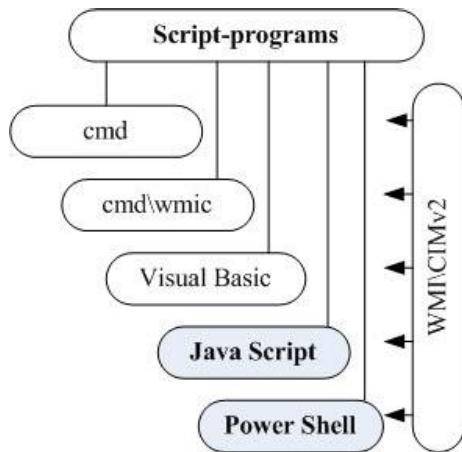 Script-programs
cmd
cmd\wmic
Visual Basic
Java Script
Power Shell
WMI\CIMv2